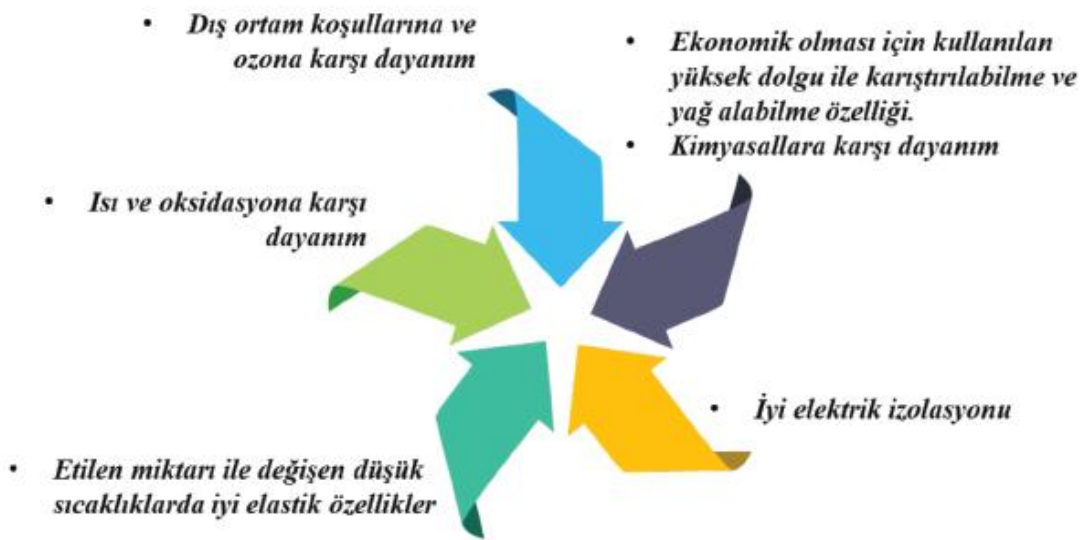 • Dış ortam koşullarına ve
ozona karşı dayanım
• Ekonomik olması için kullanılan
yüksek dolgu ile karıştırılabilme ve
yağ alabilme özelliği.
• Kimyasallara karşı dayanım
• Isı ve oksidasyona karşı
dayanım
• İyi elektrik izolasyonu
• Etilen miktarı ile değişen düşük
sıcaklıklarda iyi elastik özellikler